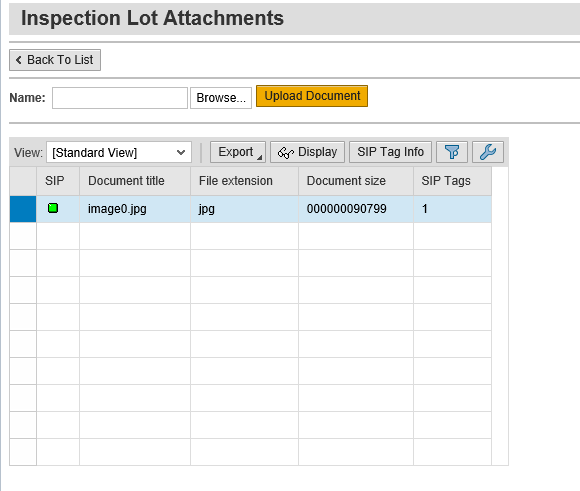 Inspection Lot Attachments
Back To List
Name: Browse... Upload Document
View: [Standard View] Export Display SIP Tag Info
SIP Document title File extension Document size SIP Tags
image0.jpg jpg 000000090799 1